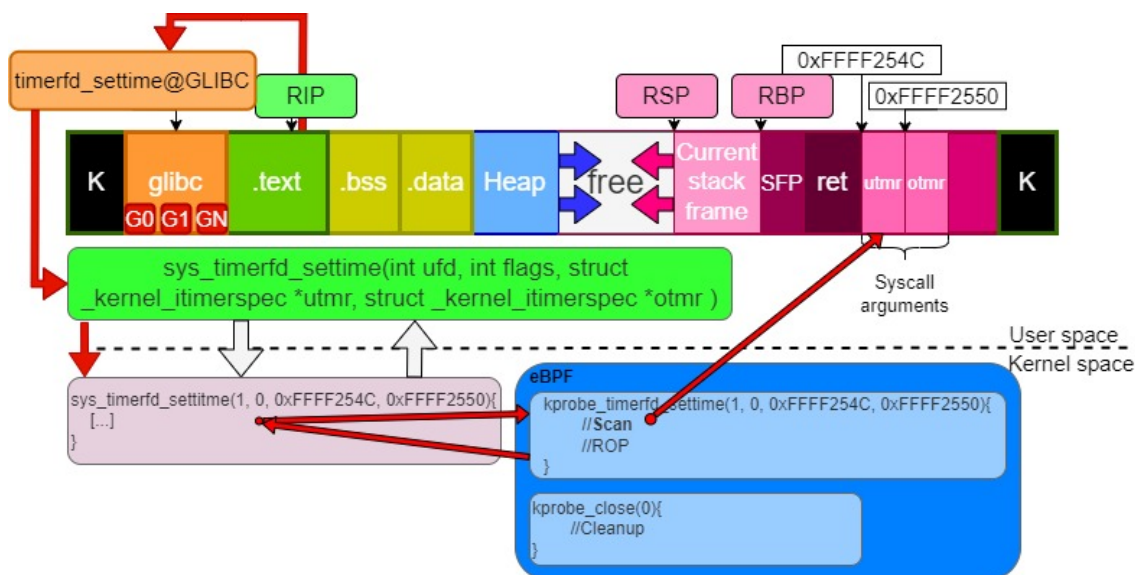 0xFFFF254C
timerfd_settime@GLIBC
RIP
RSP
RBP
0xFFFF2550
K
glibc
G0
G1
GN
.text
.bss
.data
Heap
free
Current
stack
frame
SFP
ret
utmr
otmr
K
sys_timerfd_settime(int ufd, int flags, struct
_kernel_itimerspec *utmr, struct _kernel_itimerspec *otmr )
Syscall
arguments
User space
Kernel space
eBPF
sys_timerfd_settitme(1, 0, 0xFFFF254C, 0xFFFF2550){
[...]
}
kprobe_timerfd_settime(1, 0, 0xFFFF254C, 0xFFFF2550){
//Scan
//ROP
}
kprobe_close(0){
//Cleanup
}